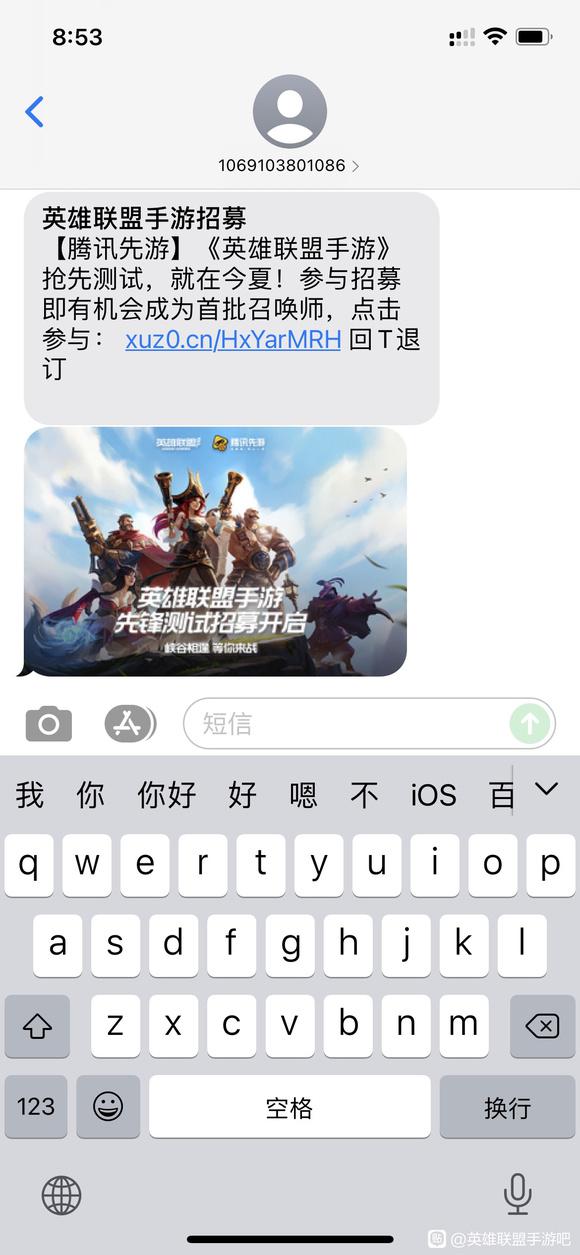 8:53
1069103801086
英雄联盟手游招募
【腾讯先游】《英雄联盟手游》
抢先测试，就在今夏！参与招募
即有机会成为首批召唤师，点击
参与： xuz0.cn/HxYarMRH 回T退
订
英雄联盟手游 腾讯先游
英雄联盟手游
先锋测试招募开启
峡谷相逢 等你来战
短信
我 你 你好 好 嗯 不 iOS 百
q w e r t y u i o p
a s d f g h j k l
z x c v b n m
123 空格 换行
贴 @英雄联盟手游吧